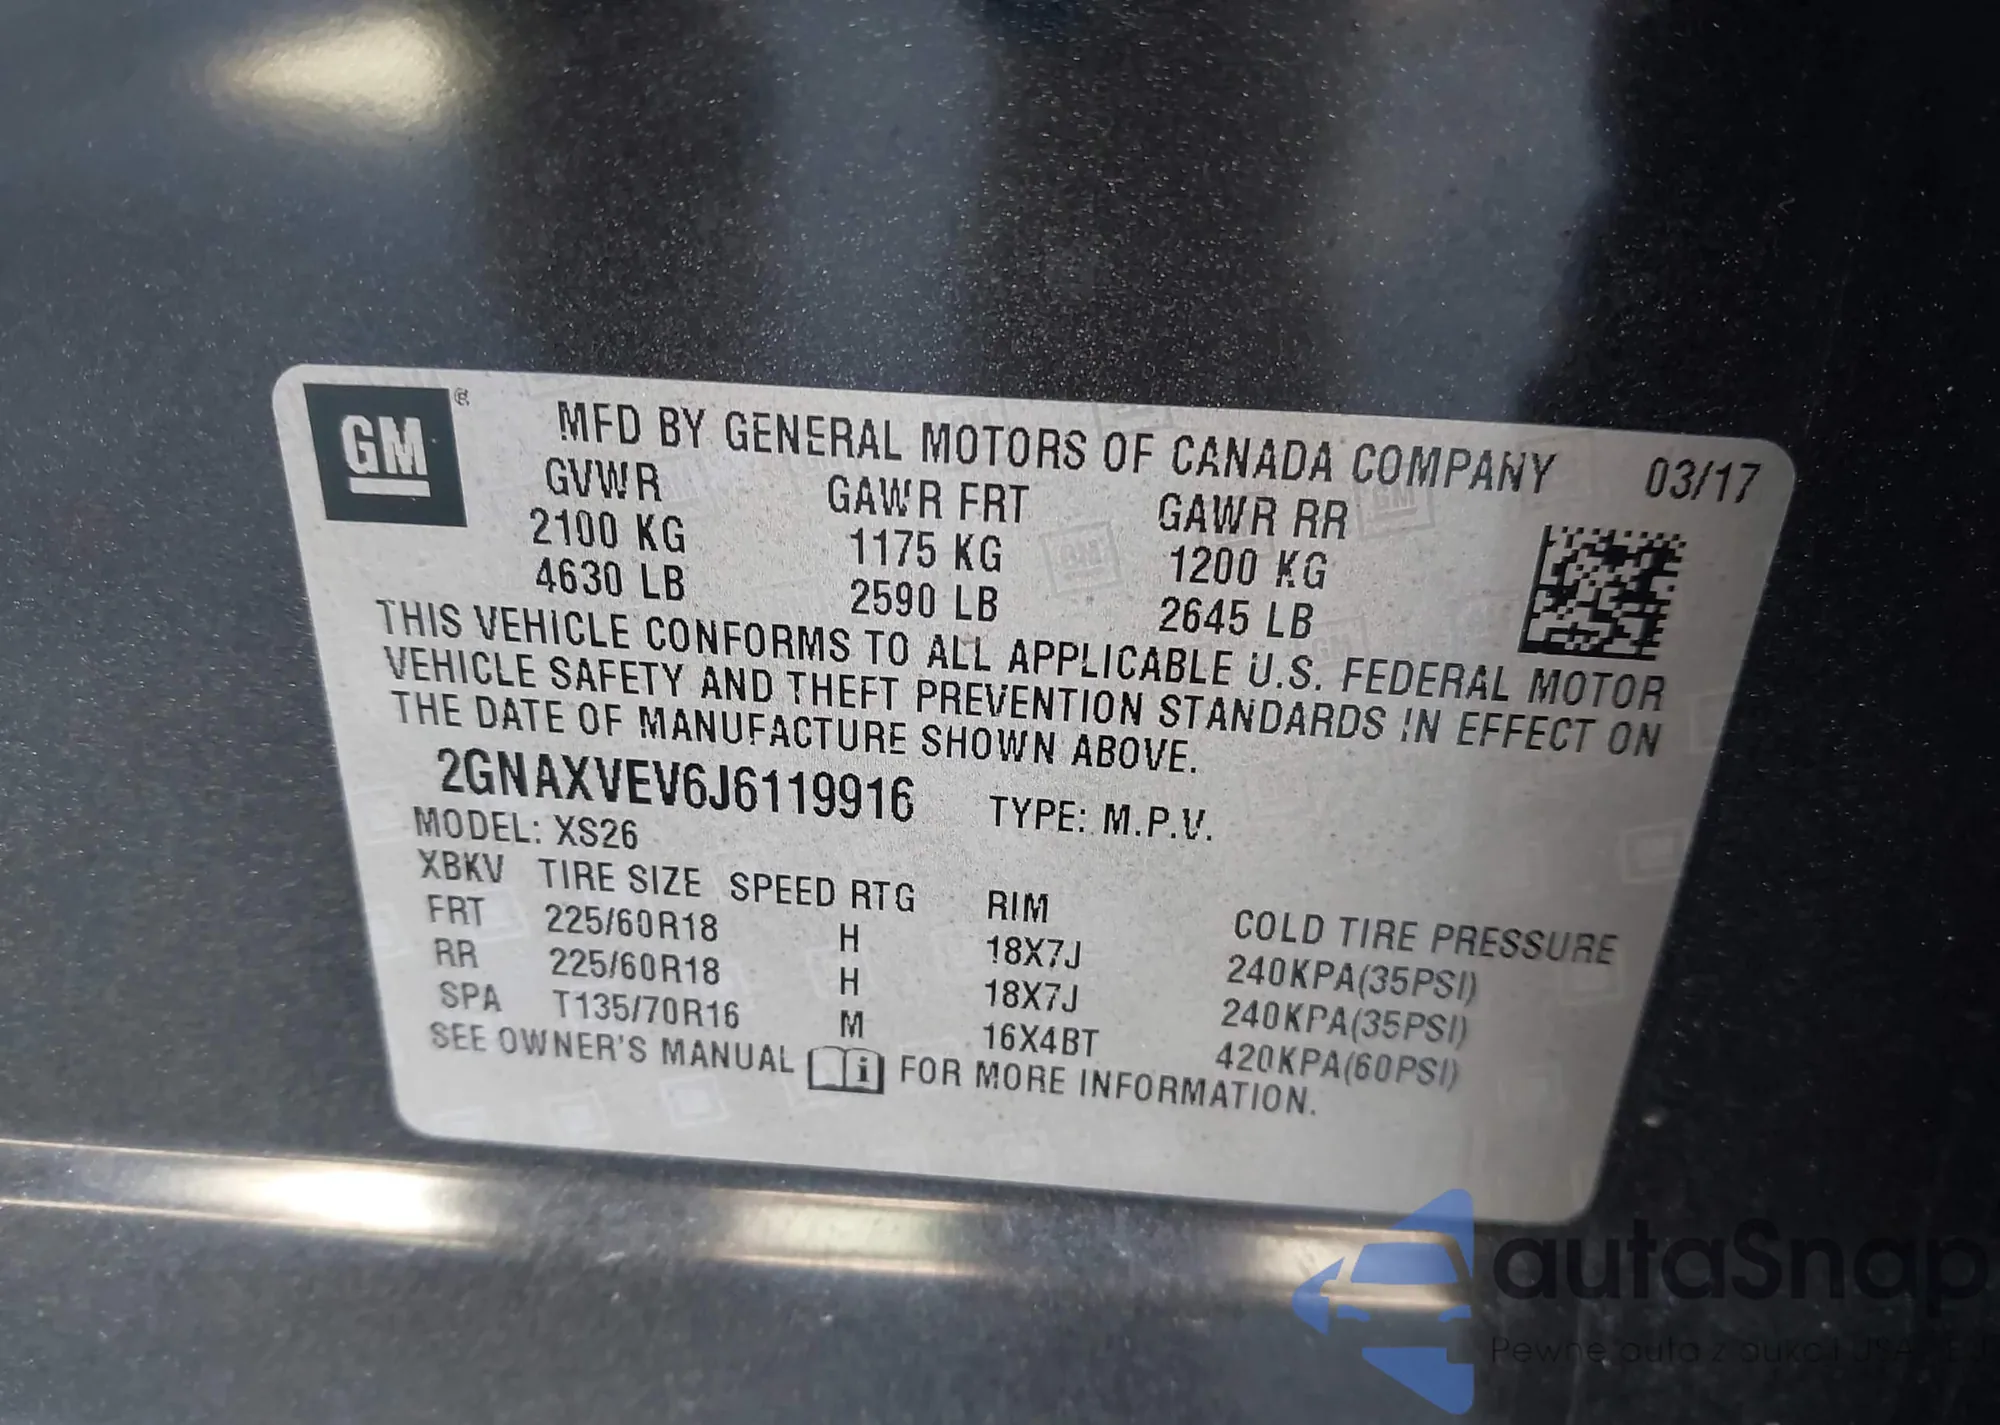 GM ®
MFD BY GENERAL MOTORS OF CANADA COMPANY 03/17
GVWR GAWR FRT GAWR RR
2100 KG 1175 KG 1200 KG
4630 LB 2590 LB 2645 LB
THIS VEHICLE CONFORMS TO ALL APPLICABLE U.S. FEDERAL MOTOR
VEHICLE SAFETY AND THEFT PREVENTION STANDARDS IN EFFECT ON
THE DATE OF MANUFACTURE SHOWN ABOVE.
2GNAXVEV6J6119916 TYPE: M.P.V.
MODEL: XS26
XBKV TIRE SIZE SPEED RTG RIM COLD TIRE PRESSURE
FRT 225/60R18 H 18X7J 240KPA(35PSI)
RR 225/60R18 H 18X7J 240KPA(35PSI)
SPA T135/70R16 M 16X4BT 420KPA(60PSI)
SEE OWNER'S MANUAL i FOR MORE INFORMATION.
autaSnap
Pewne auta z aukcji USA